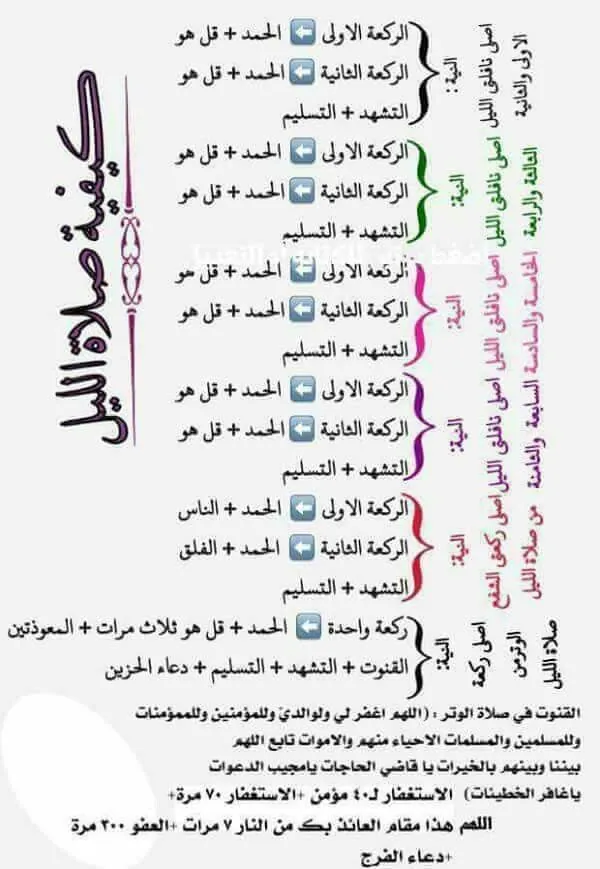 كيفية صلاة الليل
النية :
اصلي نافلتي الليل
الاولى والثانية
الركعة الاولى ⬅ الحمد + قل هو
الركعة الثانية ⬅ الحمد + قل هو
التشهد + التسليم
النية:
اصلي نافلتي الليل
الثالثة والرابعة
الركعة الاولى ⬅ الحمد + قل هو
الركعة الثانية ⬅ الحمد + قل هو
التشهد + التسليم
النية:
اصلي نافلتي الليل
الخامسة والسادسة
الركعة الاولى ⬅ الحمد + قل هو
الركعة الثانية ⬅ الحمد + قل هو
التشهد + التسليم
النية:
اصلي نافلتي الليل
السابعة والثامنة
الركعة الاولى ⬅ الحمد + قل هو
الركعة الثانية ⬅ الحمد + قل هو
التشهد + التسليم
النية:
اصلي ركعتي الشفع
من صلاة الليل
الركعة الاولى ⬅ الحمد + الناس
الركعة الثانية ⬅ الحمد + الفلق
التشهد + التسليم
النية:
اصلي ركعة
الوتر من
صلاة الليل
ركعة واحدة ⬅ الحمد + قل هو ثلاث مرات + المعوذتين
القنوت + التشهد + التسليم + دعاء الحزين
القنوت في صلاة الوتر : (اللهم اغفر لي ولوالديّ وللمؤمنين وللمؤمنات
وللمسلمين والمسلمات الاحياء منهم والاموات تابع اللهم
بيننا وبينهم بالخيرات يا قاضي الحاجات يامجيب الدعوات
ياغافر الخطيئات) الاستغفار لـ٤٠ مؤمن +الاستغفار ٧٠ مرة+
اللهم هذا مقام العائذ بك من النار ٧ مرات +العفو ٣٠٠ مرة
+دعاء الفرج